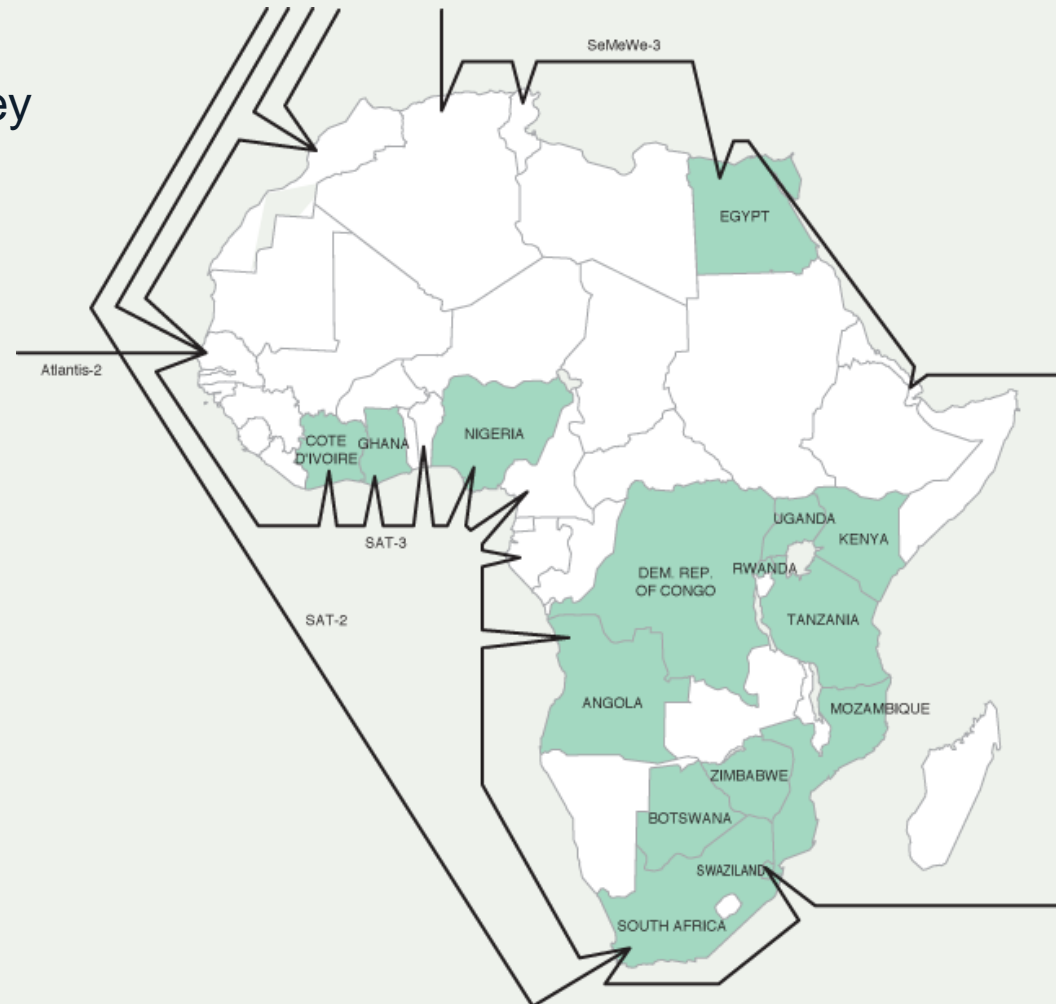 SeMeWe-3
ey
EGYPT
Atlantis-2
COTE
D'IVOIRE
GHANA
NIGERIA
SAT-3
UGANDA
KENYA
RWANDA
DEM. REP.
OF CONGO
TANZANIA
SAT-2
ANGOLA
MOZAMBIQUE
ZIMBABWE
BOTSWANA
SWAZILAND
SOUTH AFRICA